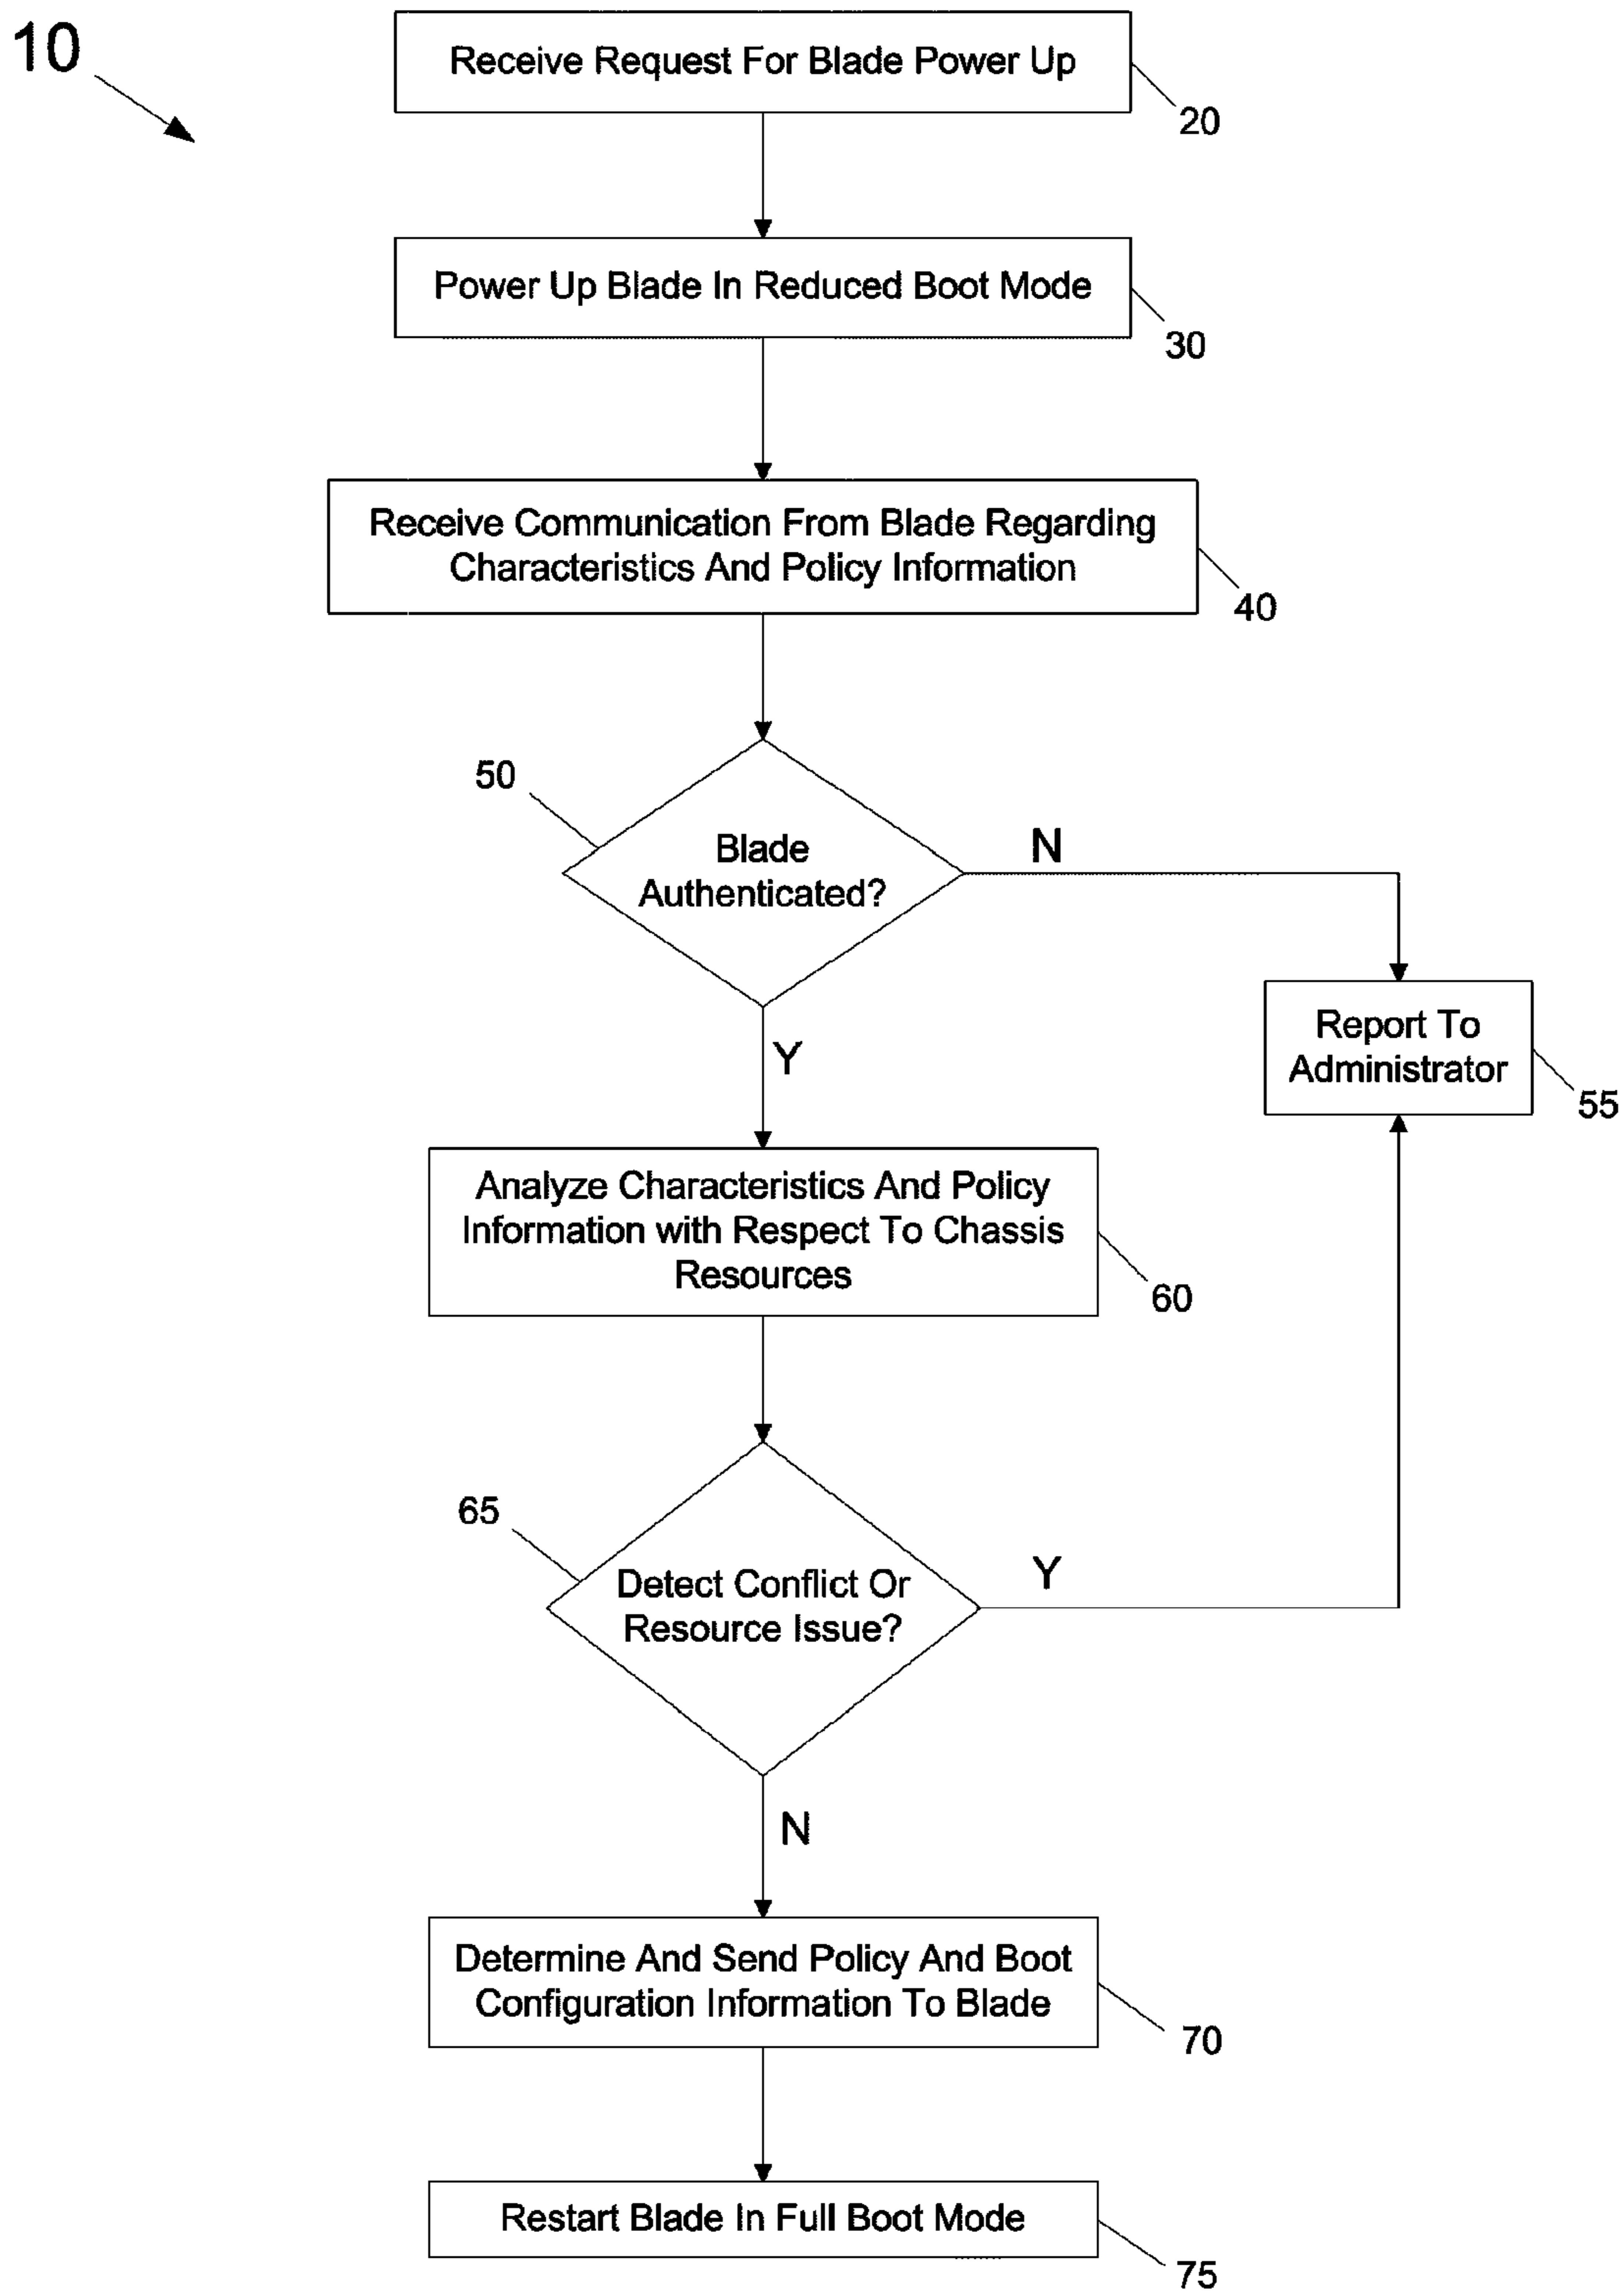 10
Receive Request For Blade Power Up
20
Power Up Blade In Reduced Boot Mode
30
Receive Communication From Blade Regarding
Characteristics And Policy Information
40
50
Blade
Authenticated?
N
Y
Report To
Administrator
55
Analyze Characteristics And Policy
Information with Respect To Chassis
Resources
60
65
Detect Conflict Or
Resource Issue?
Y
N
Determine And Send Policy And Boot
Configuration Information To Blade
70
Restart Blade In Full Boot Mode
75